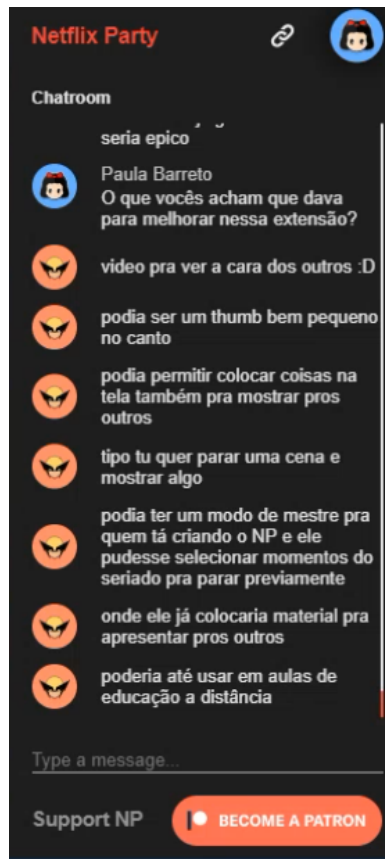 Netflix Party
Chatroom
seria epico
Paula Barreto
O que vocês acham que dava
para melhorar nessa extensão?
video pra ver a cara dos outros :D
podia ser um thumb bem pequeno
no canto
podia permitir colocar coisas na
tela também pra mostrar pros
outros
tipo tu quer parar uma cena e
mostrar algo
podia ter um modo de mestre pra
quem tá criando o NP e ele
pudesse selecionar momentos do
seriado pra parar previamente
onde ele já colocaria material pra
apresentar pros outros
poderia até usar em aulas de
educação a distância
Type a message...
Support NP
BECOME A PATRON